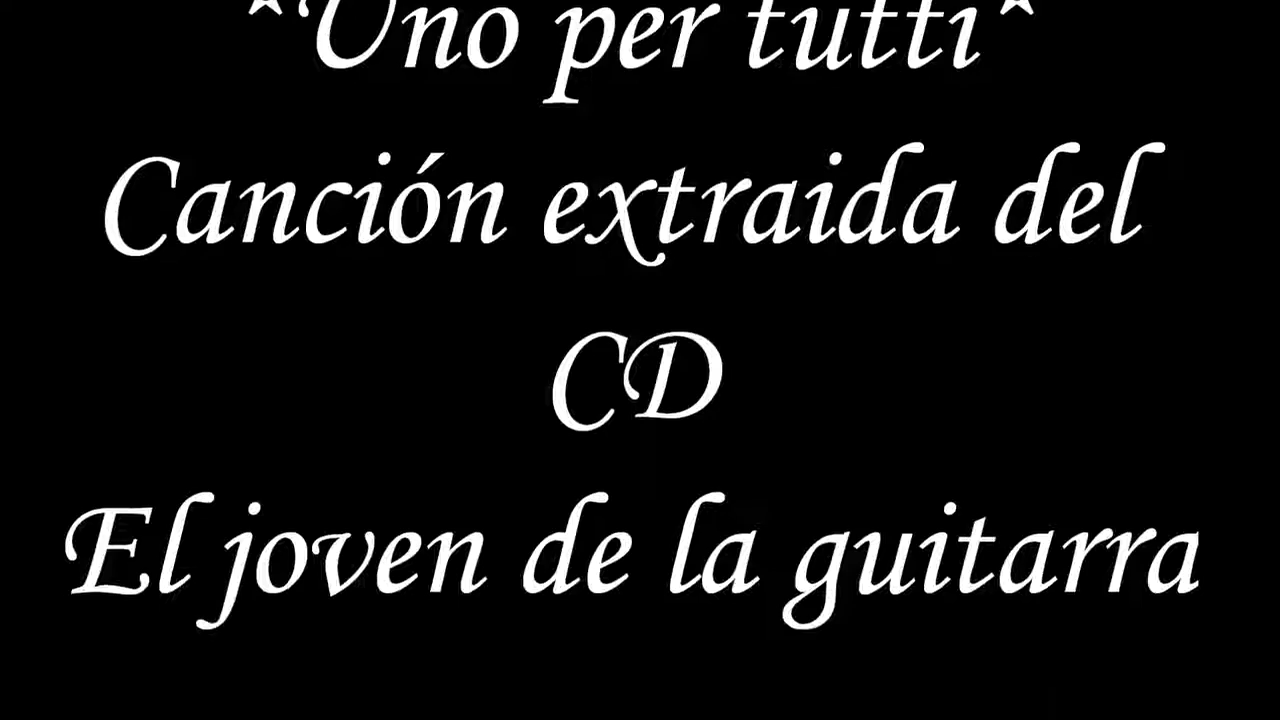 *Uno per tutti*
Canción extraida del
CD
El joven de la guitarra